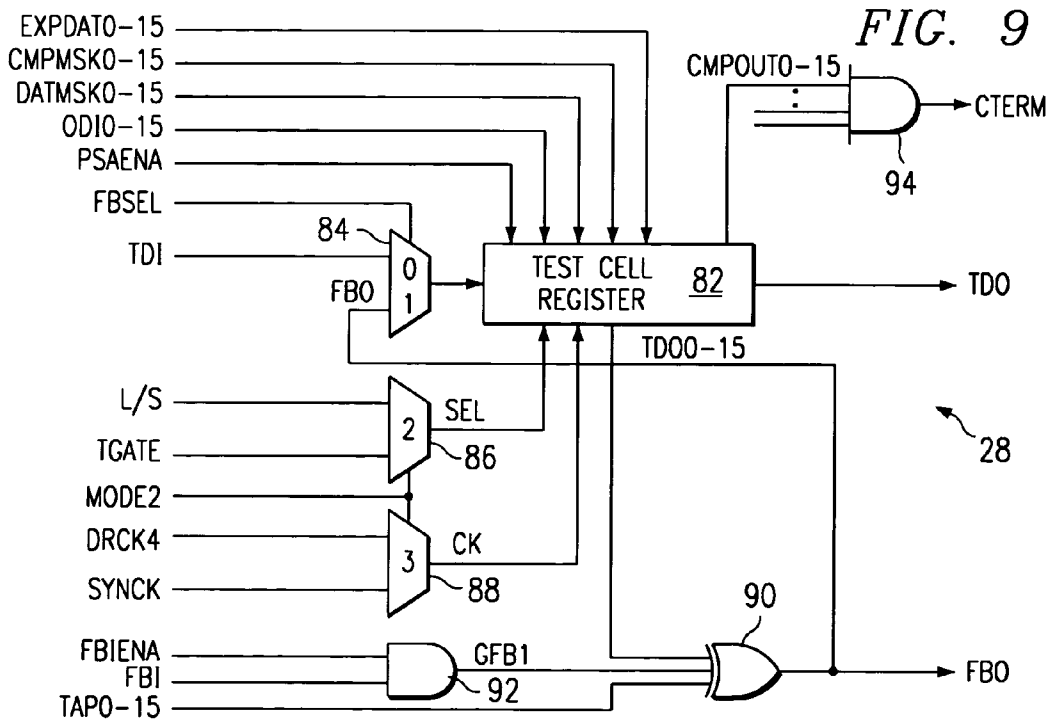 FIG. 9
EXPDAT0-15
CMPMSK0-15
DATMSK0-15
ODI0-15
PSAENA
FBSEL
TDI
84
0
1
FBO
CMPOUT0-15
CTERM
94
TEST CELL
REGISTER
82
TDO
TDO0-15
L/S
TGATE
2
SEL
86
MODE2
DRCK4
SYNCK
3
CK
88
28
FBIENA
FBI
TAP0-15
GFB1
92
90
FBO